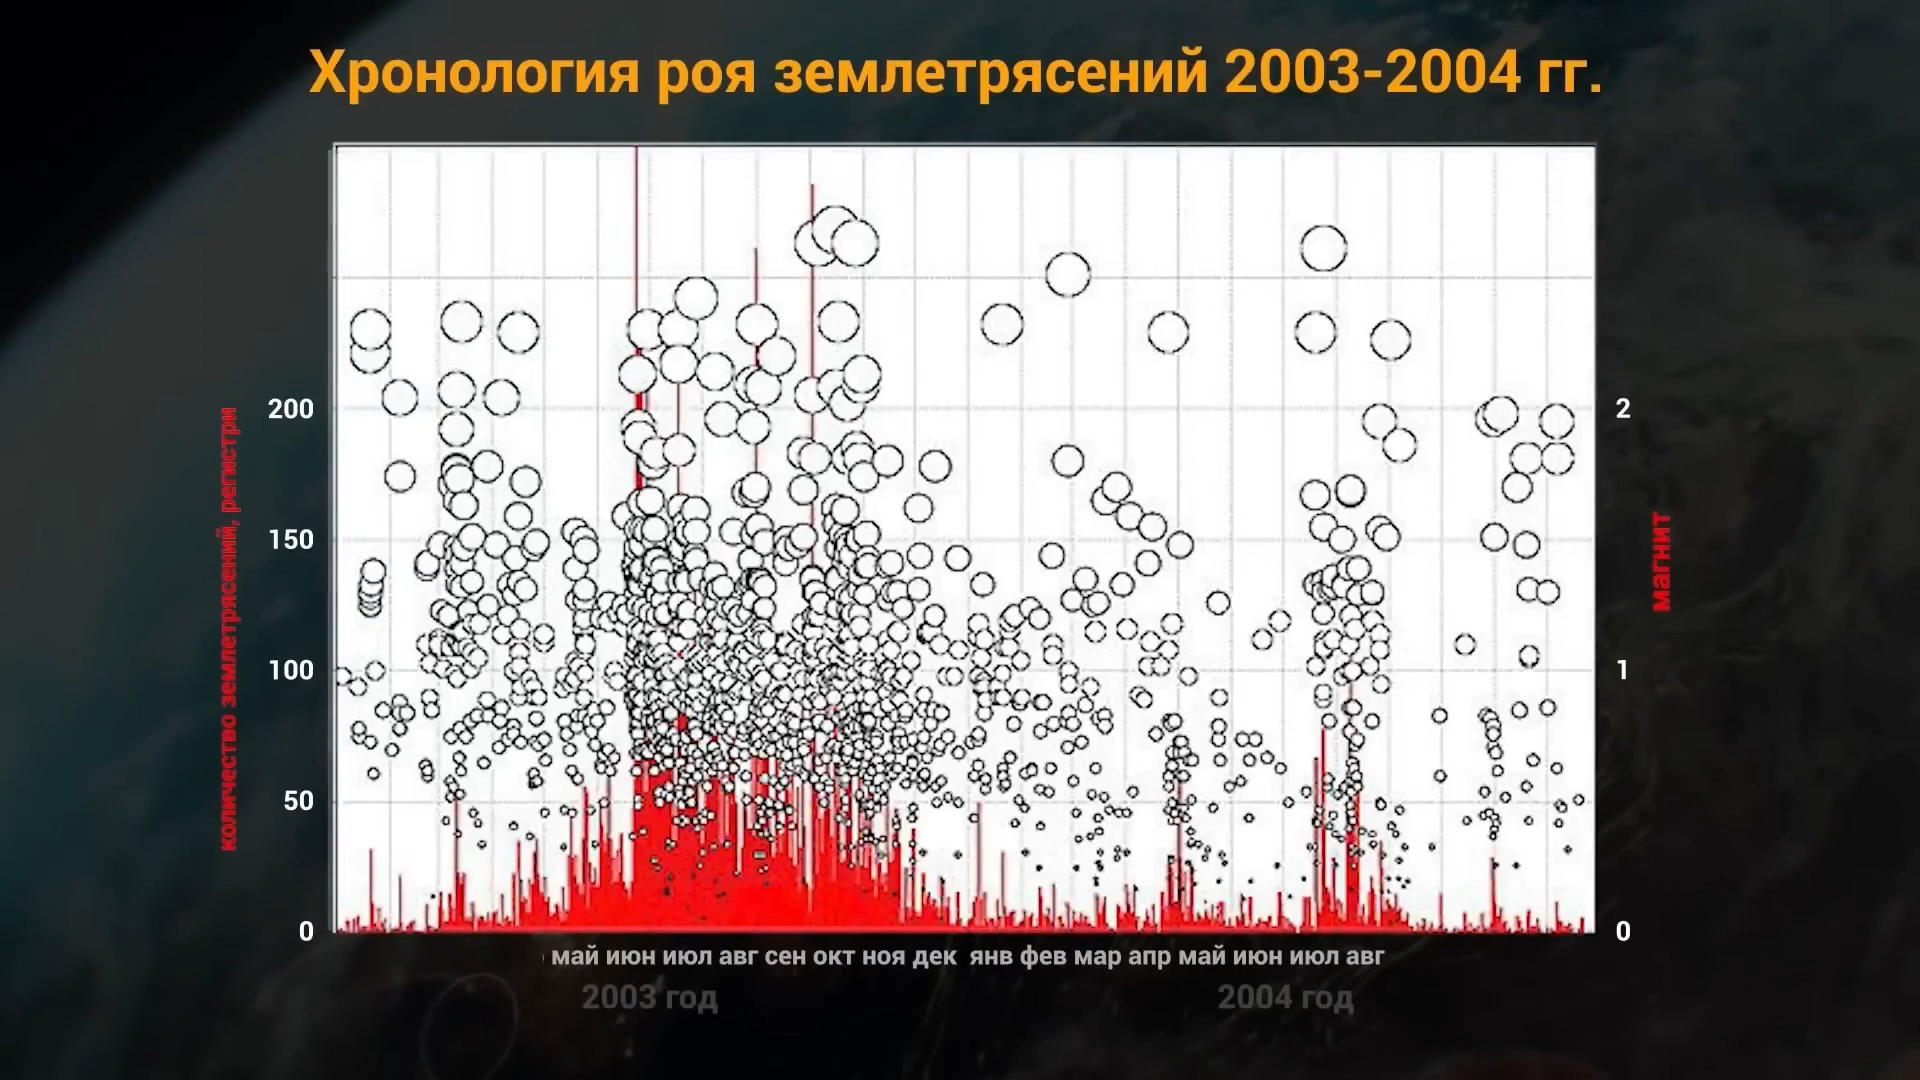 Хронология роя землетрясений 2003-2004 гг.
количество землетрясений, регистри
200
150
100
50
0
2
1
0
магнит
май июн июл авг сен окт ноя дек янв фев мар апр май июн июл авг
2003 год
2004 год